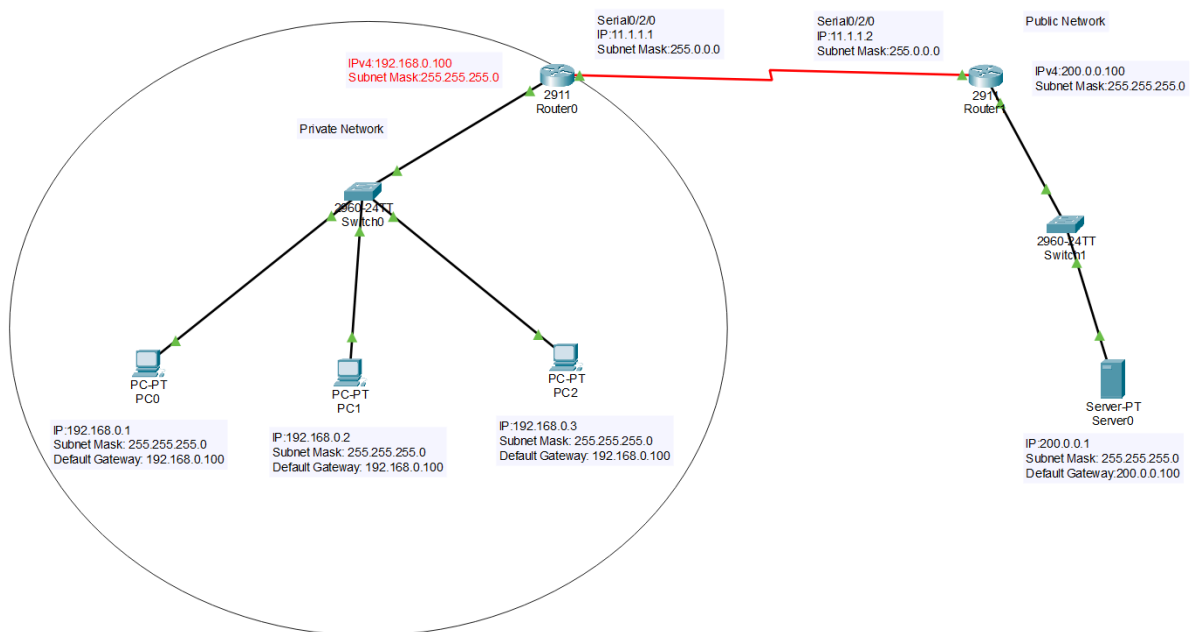 Serial0/2/0
IP:11.1.1.1
Subnet Mask:255.0.0.0
Serial0/2/0
IP:11.1.1.2
Subnet Mask:255.0.0.0
Public Network
IPv4:192.168.0.100
Subnet Mask:255.255.255.0
2911
Router0
2911
Router
IPv4:200.0.0.100
Subnet Mask:255.255.255.0
Private Network
2960-24TT
Switch0
2960-24TT
Switch1
PC-PT
PC0
PC-PT
PC1
PC-PT
PC2
Server-PT
Server0
IP:192.168.0.1
Subnet Mask: 255.255.255.0
Default Gateway: 192.168.0.100
IP:192.168.0.2
Subnet Mask: 255.255.255.0
Default Gateway: 192.168.0.100
IP:192.168.0.3
Subnet Mask: 255.255.255.0
Default Gateway: 192.168.0.100
IP:200.0.0.1
Subnet Mask: 255.255.255.0
Default Gateway:200.0.0.100